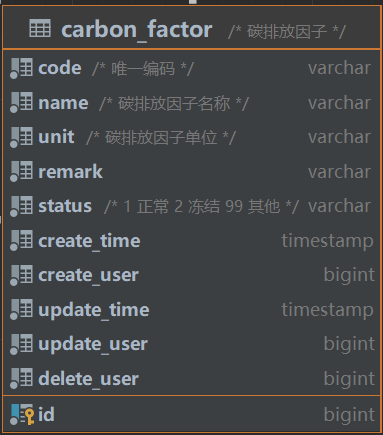 carbon_factor /* 碳排放因子 */
code /* 唯一编码 */ varchar
name /* 碳排放因子名称 */ varchar
unit /* 碳排放因子单位 */ varchar
remark varchar
status /* 1 正常 2 冻结 99 其他 */ varchar
create_time timestamp
create_user bigint
update_time timestamp
update_user bigint
delete_user bigint
id bigint